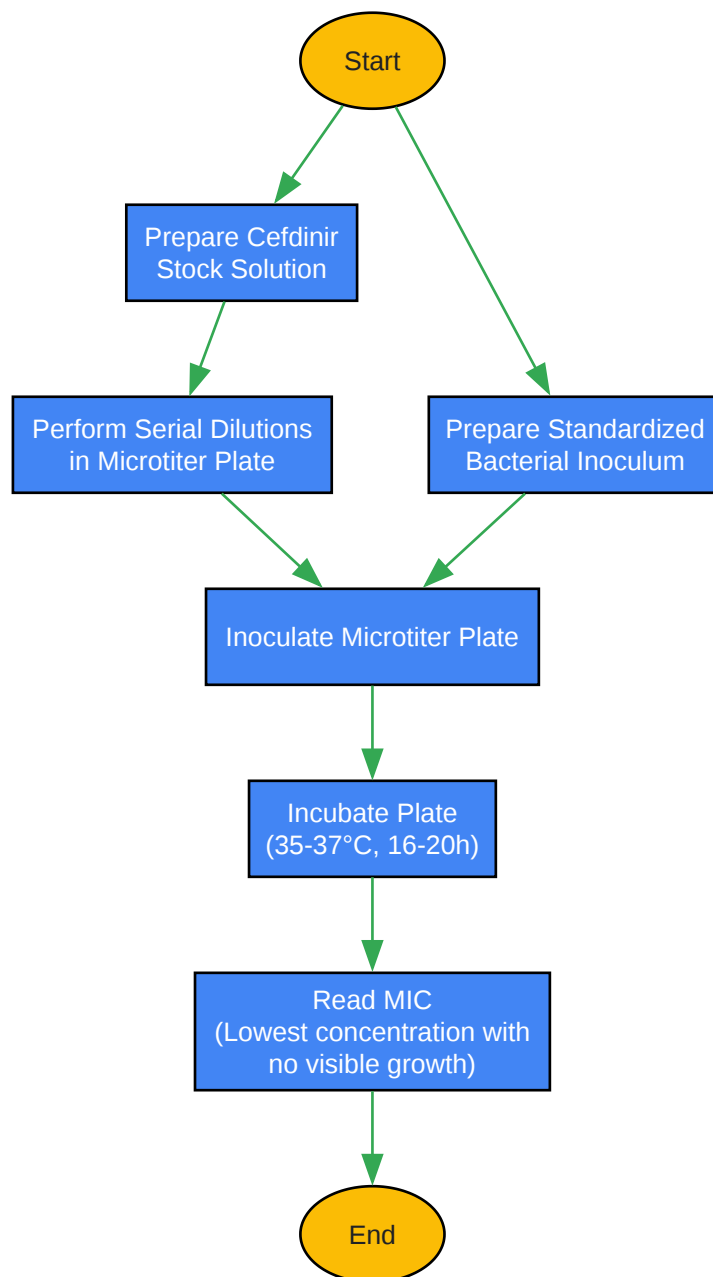 Start
Prepare Cefdinir
Stock Solution
Perform Serial Dilutions
in Microtiter Plate
Prepare Standardized
Bacterial Inoculum
Inoculate Microtiter Plate
Incubate Plate
(35-37°C, 16-20h)
Read MIC
(Lowest concentration with
no visible growth)
End